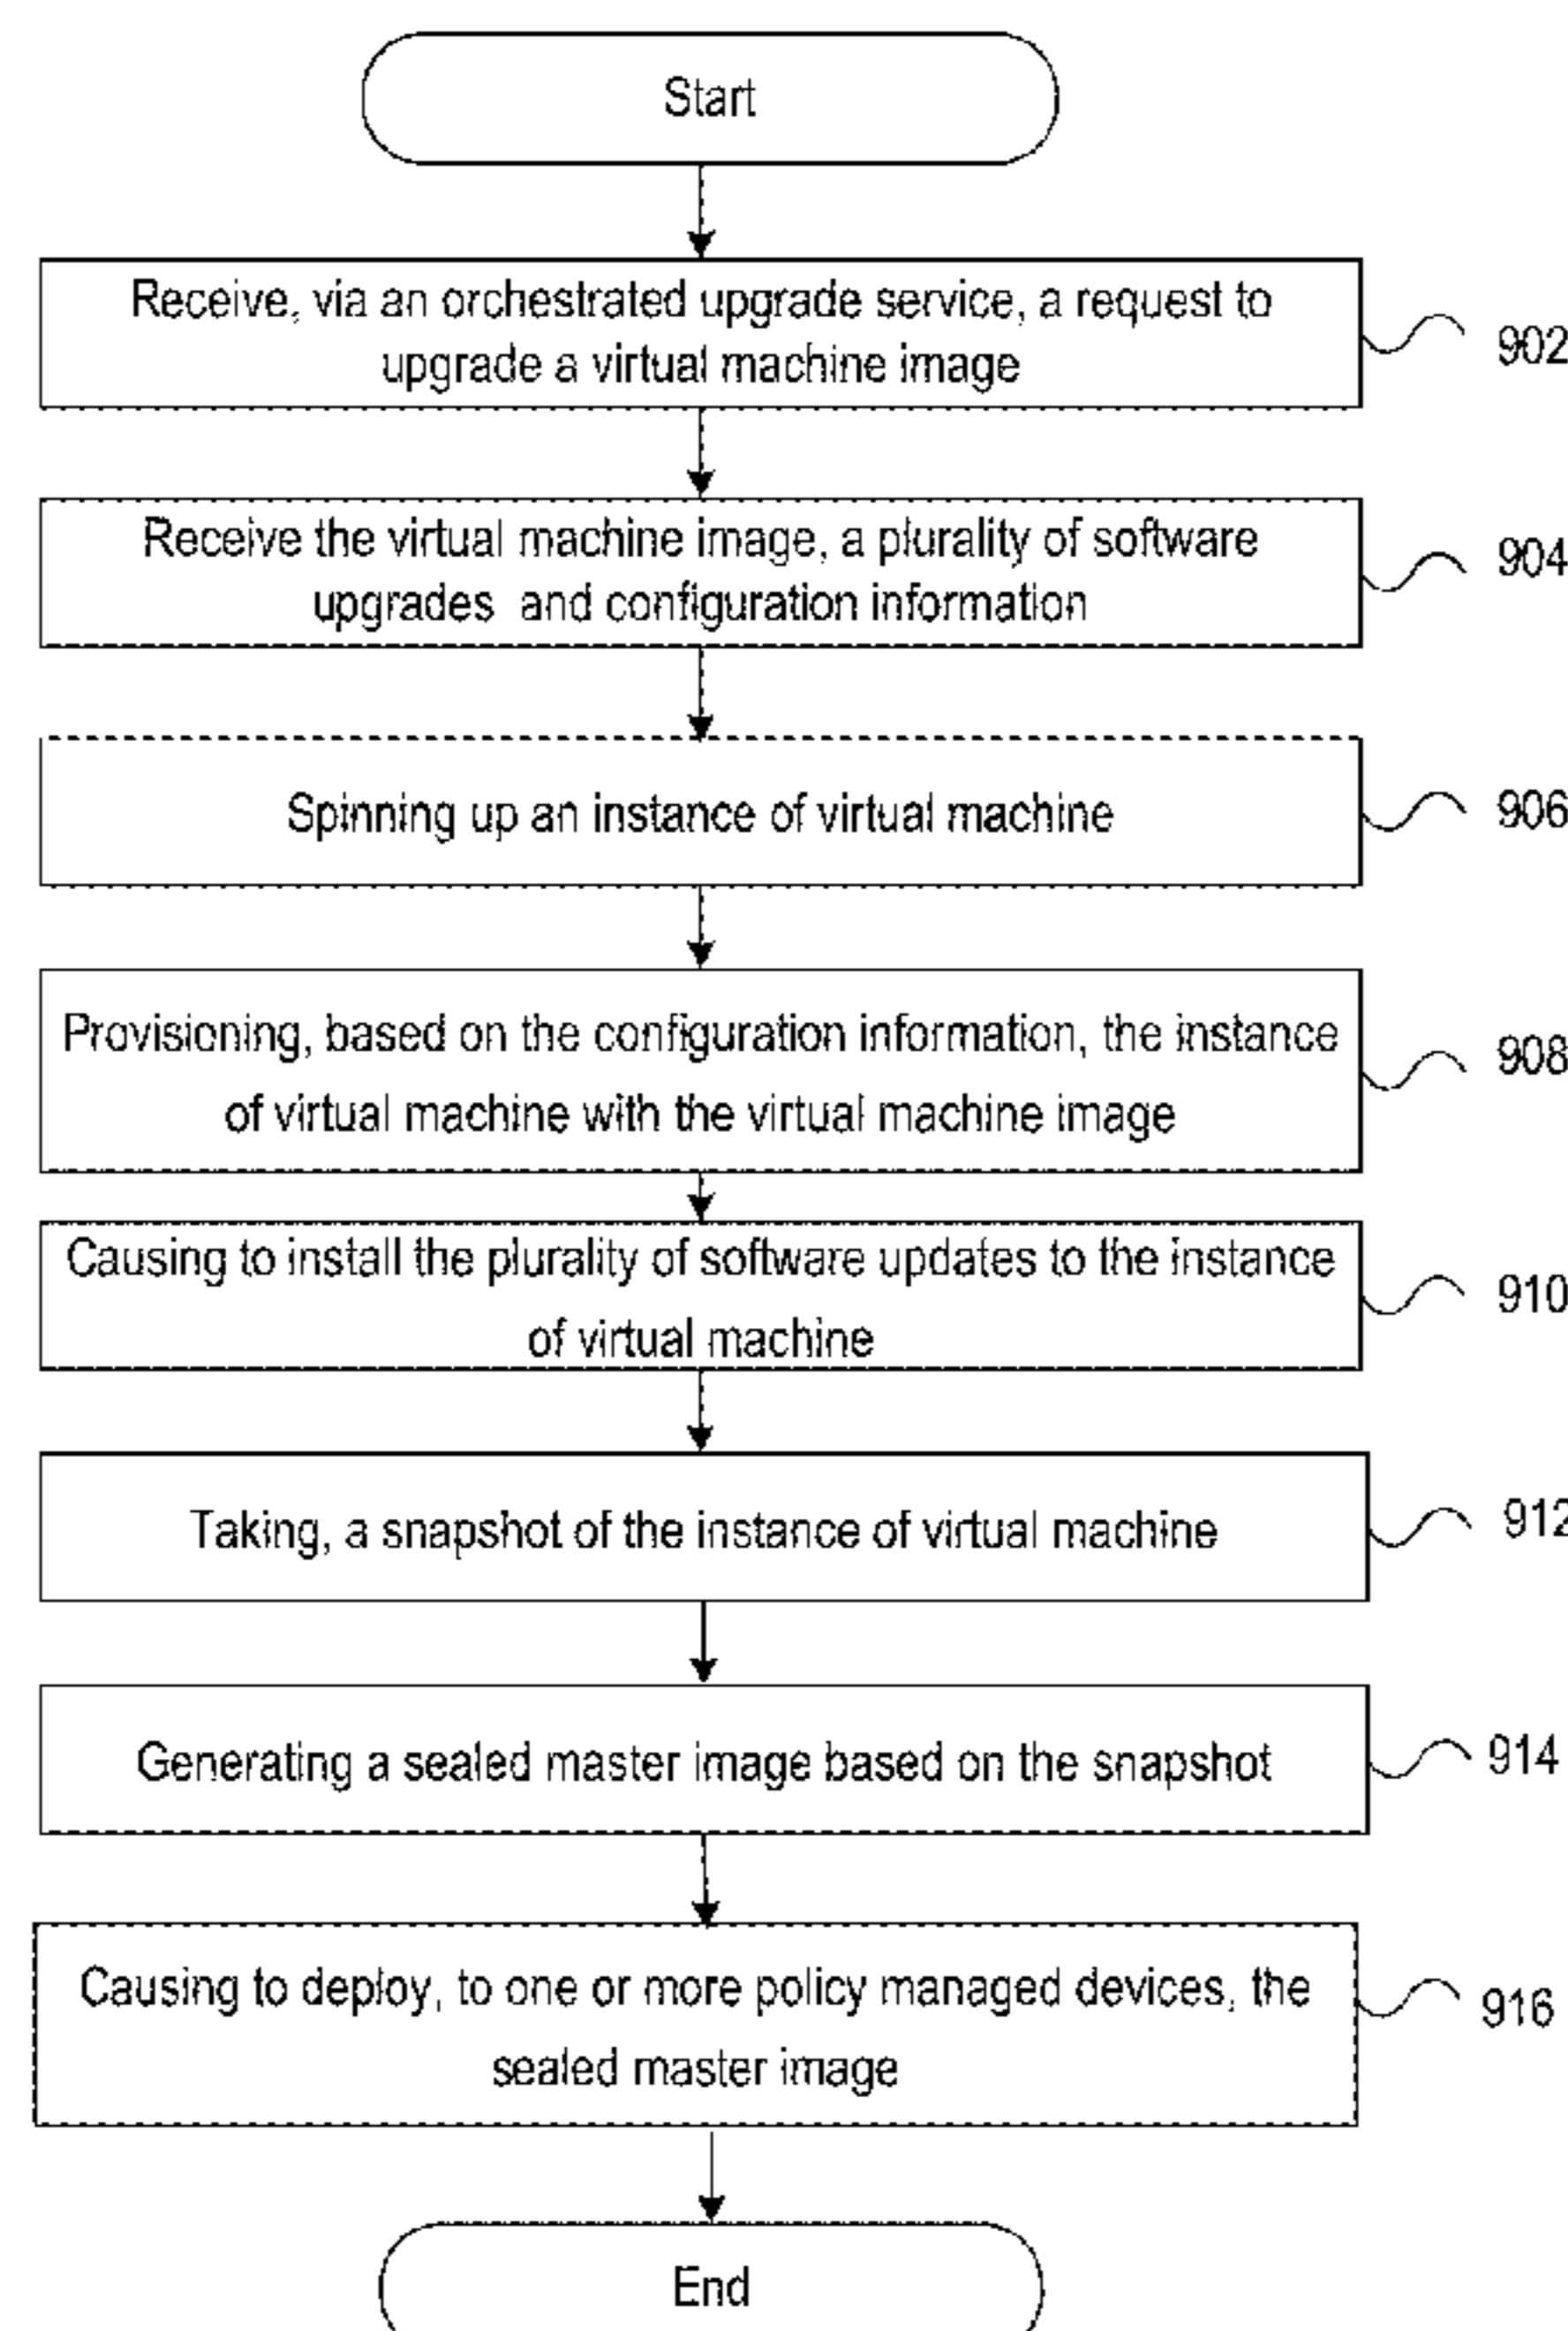 Start
Receive, via an orchestrated upgrade service, a request to
upgrade a virtual machine image
902
Receive the virtual machine image, a plurality of software
upgrades and configuration information
904
Spinning up an instance of virtual machine
906
Provisioning, based on the configuration information, the instance
of virtual machine with the virtual machine image
908
Causing to install the plurality of software updates to the instance
of virtual machine
910
Taking, a snapshot of the instance of virtual machine
912
Generating a sealed master image based on the snapshot
914
Causing to deploy, to one or more policy managed devices, the
sealed master image
916
End